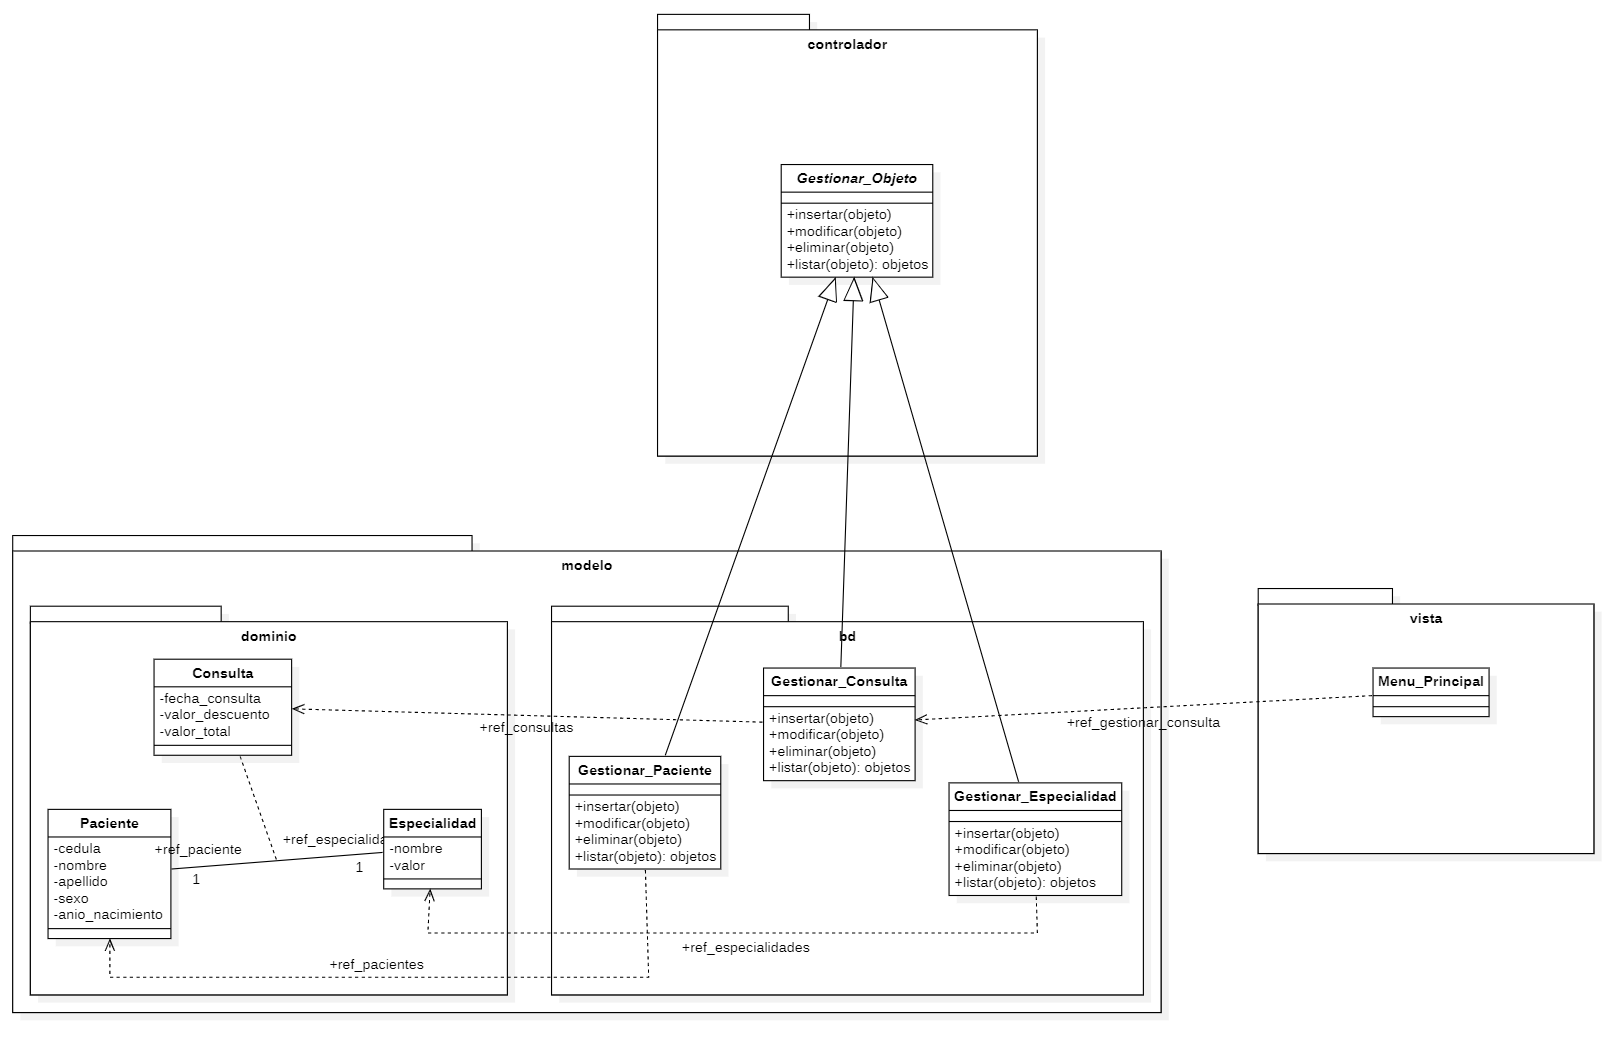 controlador
Gestionar_Objeto
+insertar(objeto)
+modificar(objeto)
+eliminar(objeto)
+listar(objeto): objetos
modelo
dominio
Consulta
-fecha_consulta
-valor_descuento
-valor_total
Paciente
-cedula
-nombre
-apellido
-sexo
-anio_nacimiento
+ref_paciente
1
+ref_especialida
1
Especialidad
-nombre
-valor
bd
Gestionar_Consulta
+insertar(objeto)
+modificar(objeto)
+eliminar(objeto)
+listar(objeto): objetos
+ref_consultas
Gestionar_Paciente
+insertar(objeto)
+modificar(objeto)
+eliminar(objeto)
+listar(objeto): objetos
Gestionar_Especialidad
+insertar(objeto)
+modificar(objeto)
+eliminar(objeto)
+listar(objeto): objetos
+ref_especialidades
+ref_pacientes
vista
Menu_Principal
+ref_gestionar_consulta